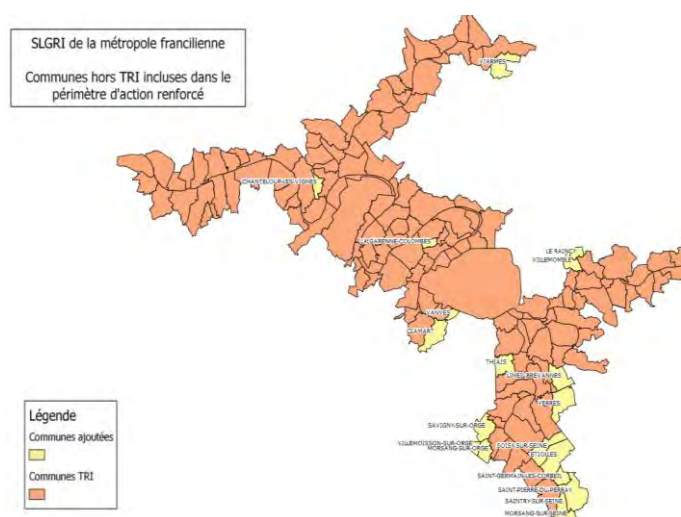 SLGRI de la métropole francilienne
Communes hors TRI incluses dans le
périmètre d'action renforcé
VIARMES
CHANTELOUP-LES-VIGNES
LA GARENNE-COLOMBES
LE RAINCY
VILLEMOMBLE
VANVES
CLAMART
THIAIS
LIMEIL-BREVANNES
YERRES
SAVIGNY-SUR-ORGE
VILLEMOISSON-SUR-ORGE
MORSANG-SUR-ORGE
SOISY-SUR-SEINE
ETIOLLES
SAINT-GERMAIN-LES-CORBEIL
SAINT-PIERRE-DU-PERRAY
SAINTRY-SUR-SEINE
MORSANG-SUR-SEINE
Légende
Communes ajoutées
Communes TRI